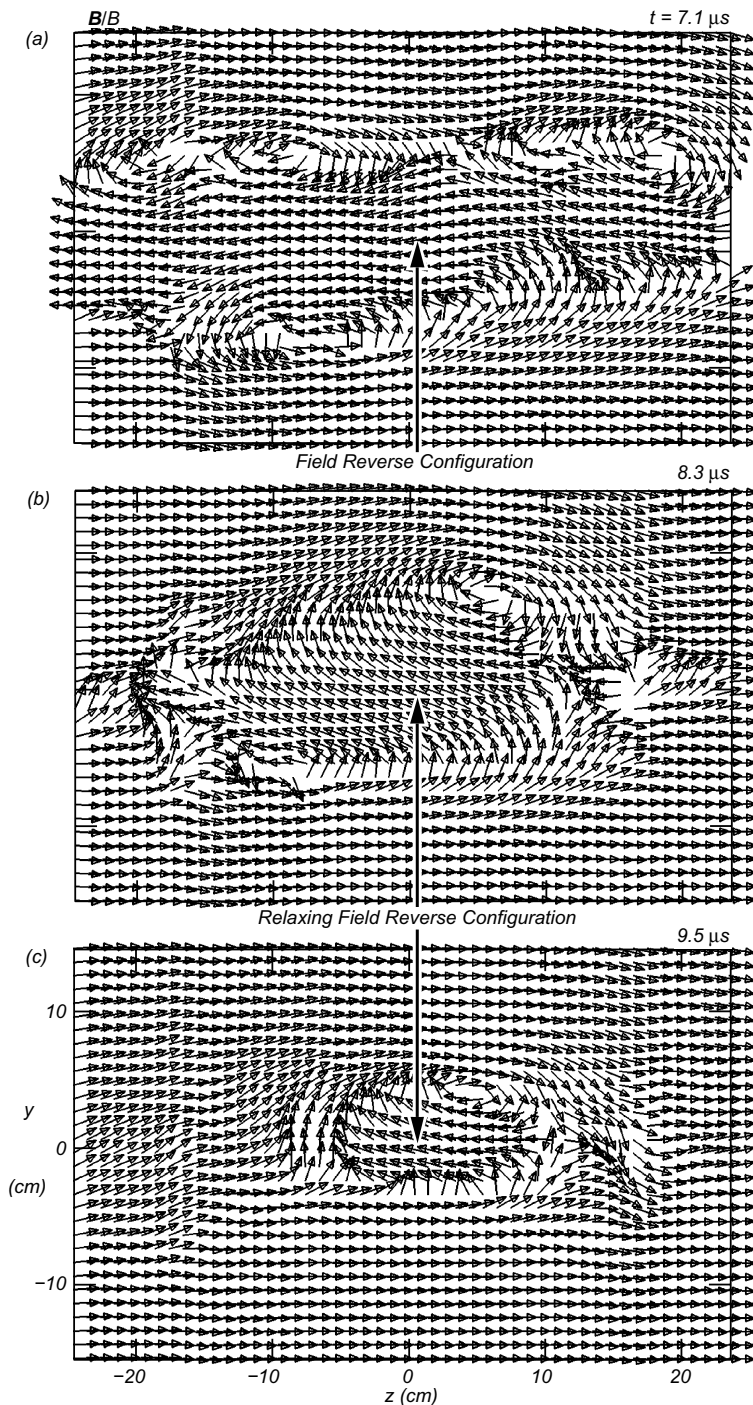 B/B
t = 7.1 μs
(a)
Field Reverse Configuration
8.3 μs
(b)
Relaxing Field Reverse Configuration
9.5 μs
(c)
10
y
0
(cm)
−10
−20 −10 0 10 20
z (cm)